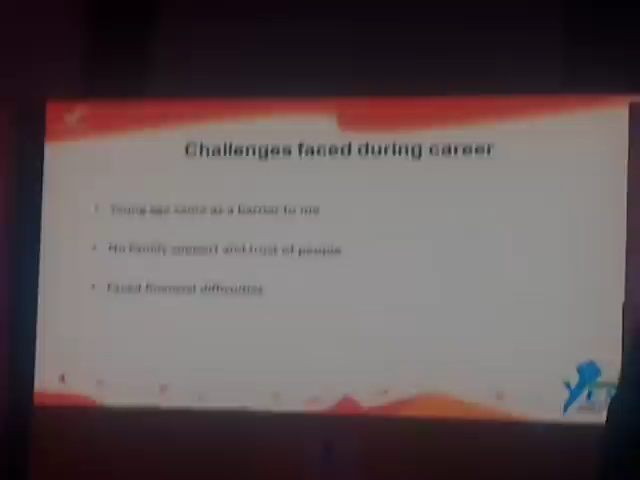 Challenges faced during career
Young age came as a barrier to me
No family support and trust of people
Faced financial difficulties